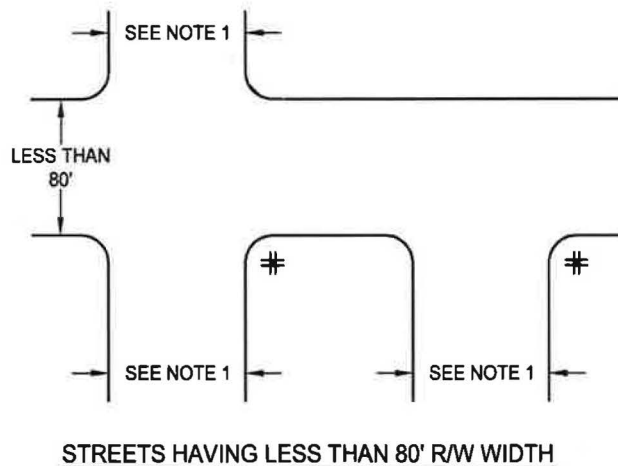 SEE NOTE 1
LESS THAN
80'
SEE NOTE 1
SEE NOTE 1
STREETS HAVING LESS THAN 80' R/W WIDTH